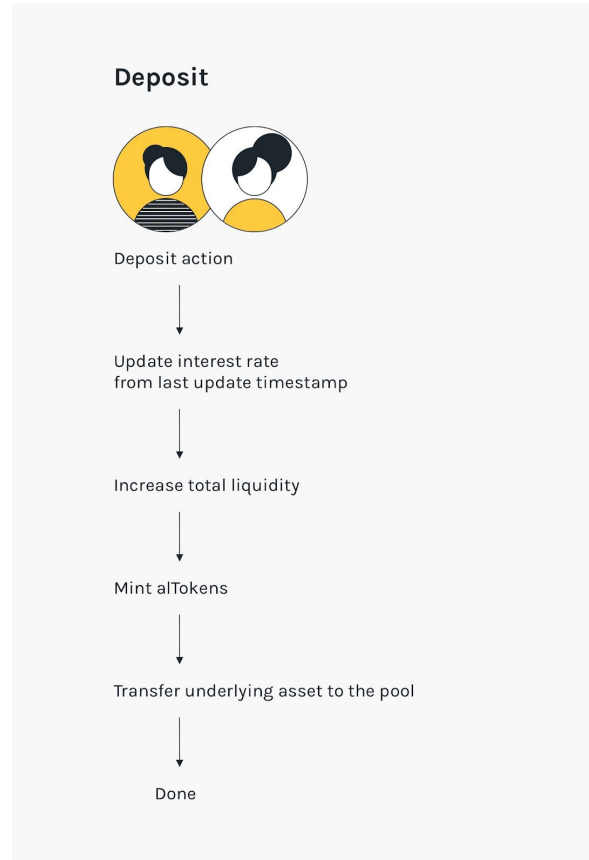 Deposit
Deposit action
Update interest rate
from last update timestamp
Increase total liquidity
Mint alTokens
Transfer underlying asset to the pool
Done